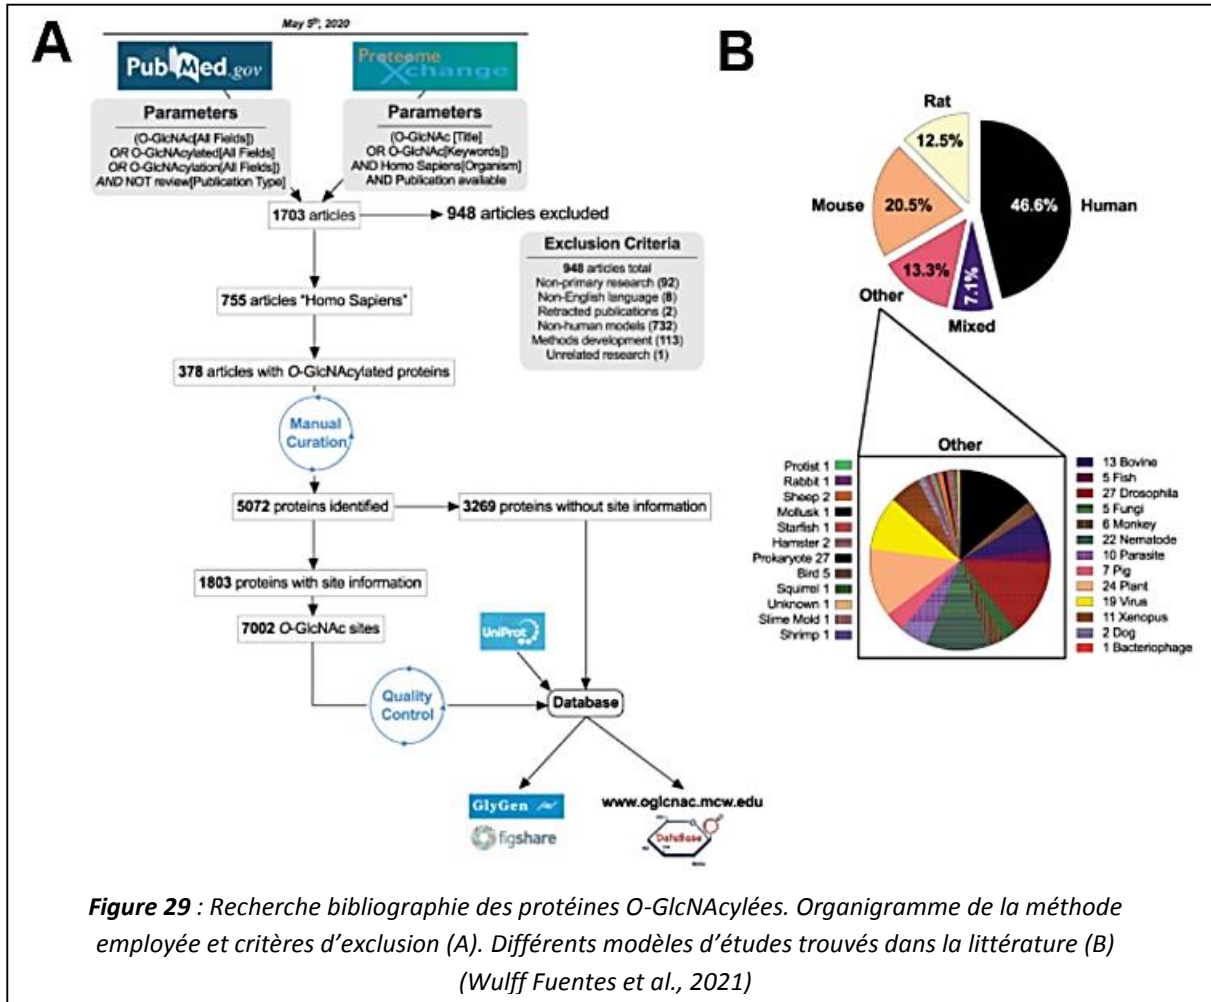 A
May 5th, 2020
PubMed.gov
Proteome
Xchange
Parameters
(O-GlcNAc[All Fields])
OR O-GlcNAcylated[All Fields]
OR O-GlcNAcylation[All Fields])
AND NOT review[Publication Type]
Parameters
(O-GlcNAc [Title]
OR O-GlcNAc[Keywords])
AND Homo Sapiens[Organism]
AND Publication available
1703 articles
948 articles excluded
Exclusion Criteria
948 articles total
Non-primary research (92)
Non-English language (8)
Retracted publications (2)
Non-human models (732)
Methods development (113)
Unrelated research (1)
755 articles "Homo Sapiens"
378 articles with O-GlcNAcylated proteins
Manual
Curation
5072 proteins identified
3269 proteins without site information
1803 proteins with site information
7002 O-GlcNAc sites
UniProt
Quality
Control
Database
GlyGen
figshare
www.oglcnac.mcw.edu
DataBase
B
Rat
12.5%
Mouse
20.5%
46.6%
Human
13.3%
Other
7.1%
Mixed
Other
Protist 1
Rabbit 1
Sheep 2
Mollusk 1
Starfish 1
Hamster 2
Prokaryote 27
Bird 5
Squirrel 1
Unknown 1
Slime Mold 1
Shrimp 1
13 Bovine
5 Fish
27 Drosophila
5 Fungi
6 Monkey
22 Nematode
10 Parasite
7 Pig
24 Plant
19 Virus
11 Xenopus
2 Dog
1 Bacteriophage
Figure 29 : Recherche bibliographie des protéines O-GlcNAcylées. Organigramme de la méthode
employée et critères d'exclusion (A). Différents modèles d'études trouvés dans la littérature (B)
(Wulff Fuentes et al., 2021)